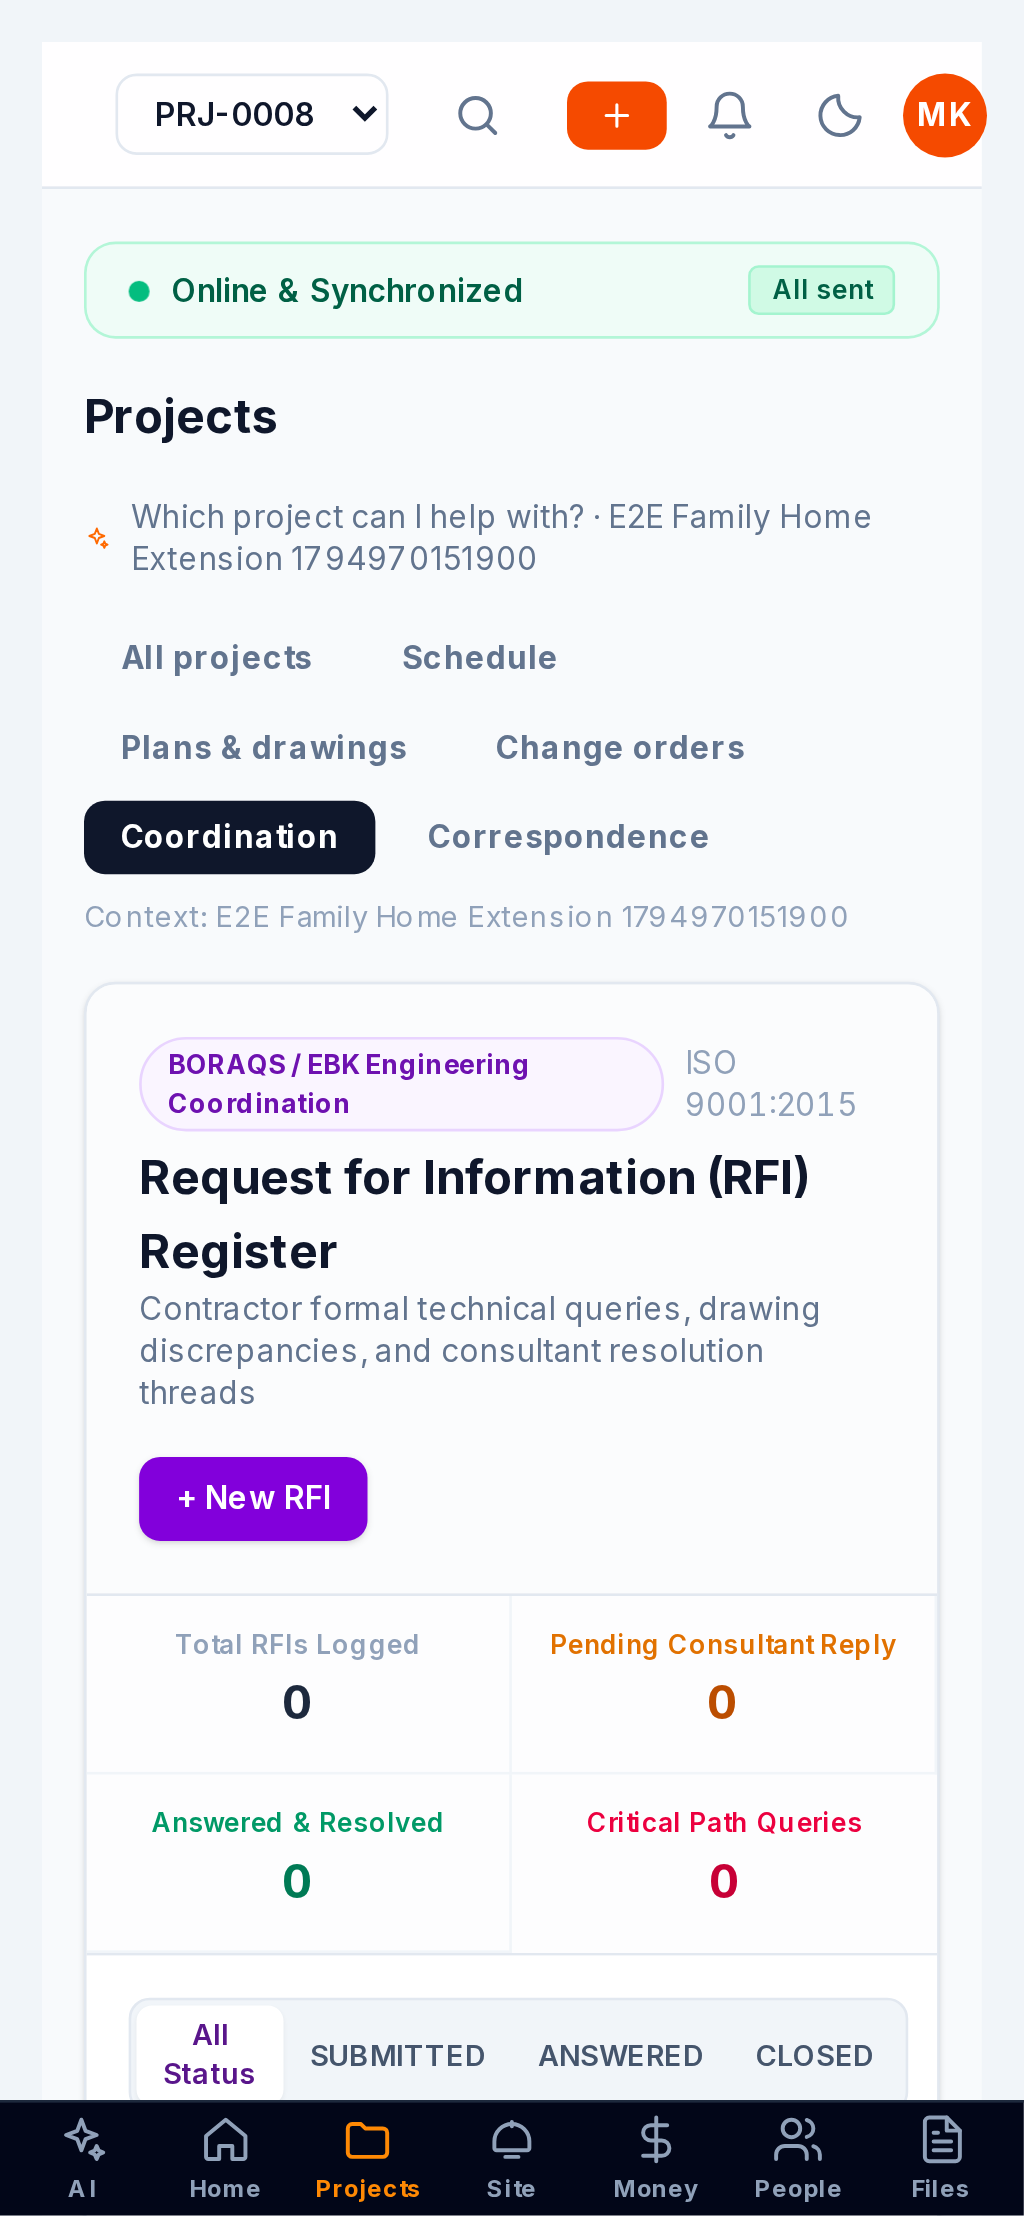 PRJ-0008
MK
Online & Synchronized
All sent
Projects
Which project can I help with? · E2E Family Home
Extension 1794970151900
All projects
Schedule
Plans & drawings
Change orders
Coordination
Correspondence
Context: E2E Family Home Extension 1794970151900
BORAQS / EBK Engineering
Coordination
ISO
9001:2015
Request for Information (RFI)
Register
Contractor formal technical queries, drawing
discrepancies, and consultant resolution
threads
+ New RFI
Total RFIs Logged
0
Pending Consultant Reply
0
Answered & Resolved
0
Critical Path Queries
0
All
Status
SUBMITTED
ANSWERED
CLOSED
AI
Home
Projects
Site
Money
People
Files